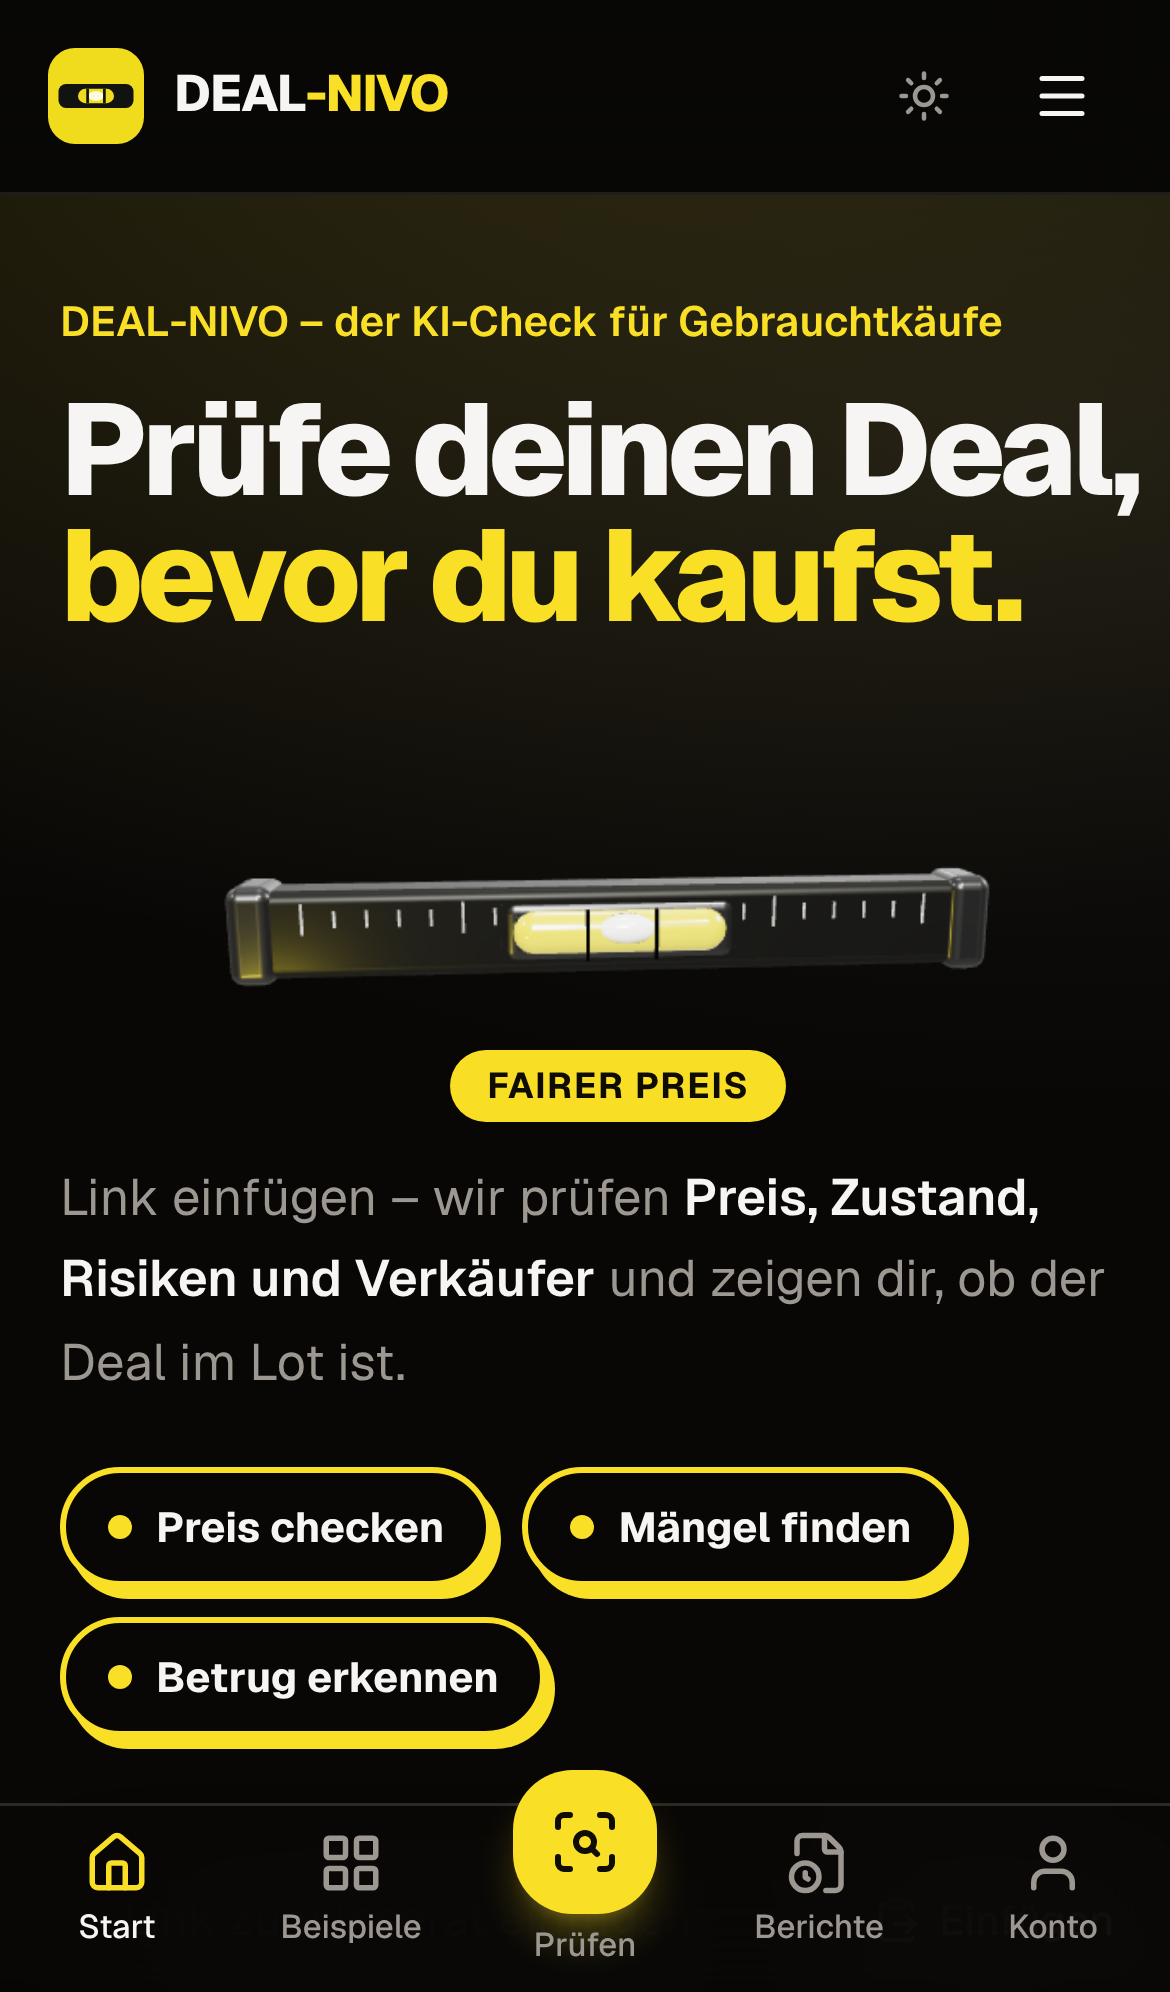 DEAL-NIVO
DEAL-NIVO – der KI-Check für Gebrauchtkäufe
Prüfe deinen Deal,
bevor du kaufst.
FAIRER PREIS
Link einfügen – wir prüfen Preis, Zustand,
Risiken und Verkäufer und zeigen dir, ob der
Deal im Lot ist.
Preis checken
Mängel finden
Betrug erkennen
Start
Beispiele
Prüfen
Berichte
Konto